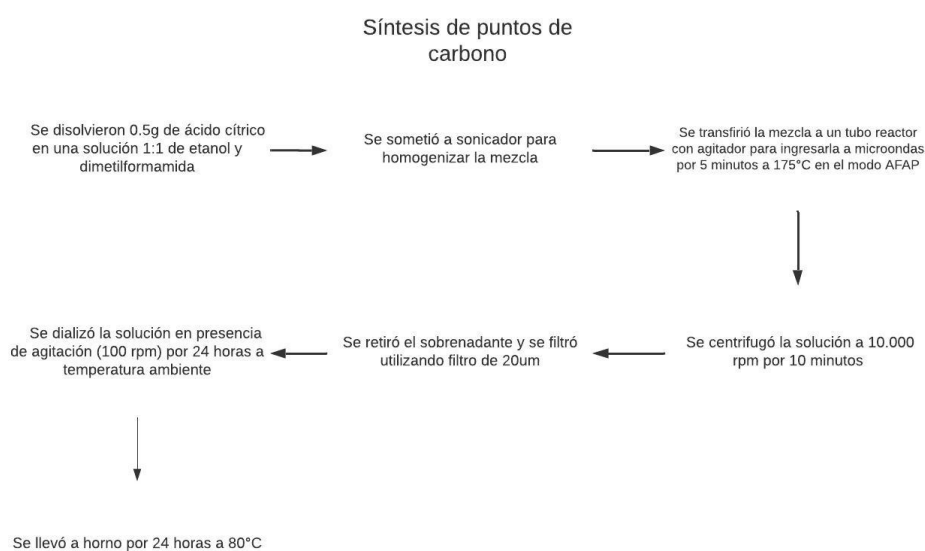 Síntesis de puntos de
carbono
Se disolvieron 0.5g de ácido cítrico
en una solución 1:1 de etanol y
dimetilformamida
Se sometió a sonicador para
homogenizar la mezcla
Se transfirió la mezcla a un tubo reactor
con agitador para ingresarla a microondas
por 5 minutos a 175°C en el modo AFAP
Se centrifugó la solución a 10.000
rpm por 10 minutos
Se retiró el sobrenadante y se filtró
utilizando filtro de 20um
Se dializó la solución en presencia
de agitación (100 rpm) por 24 horas a
temperatura ambiente
Se llevó a horno por 24 horas a 80°C